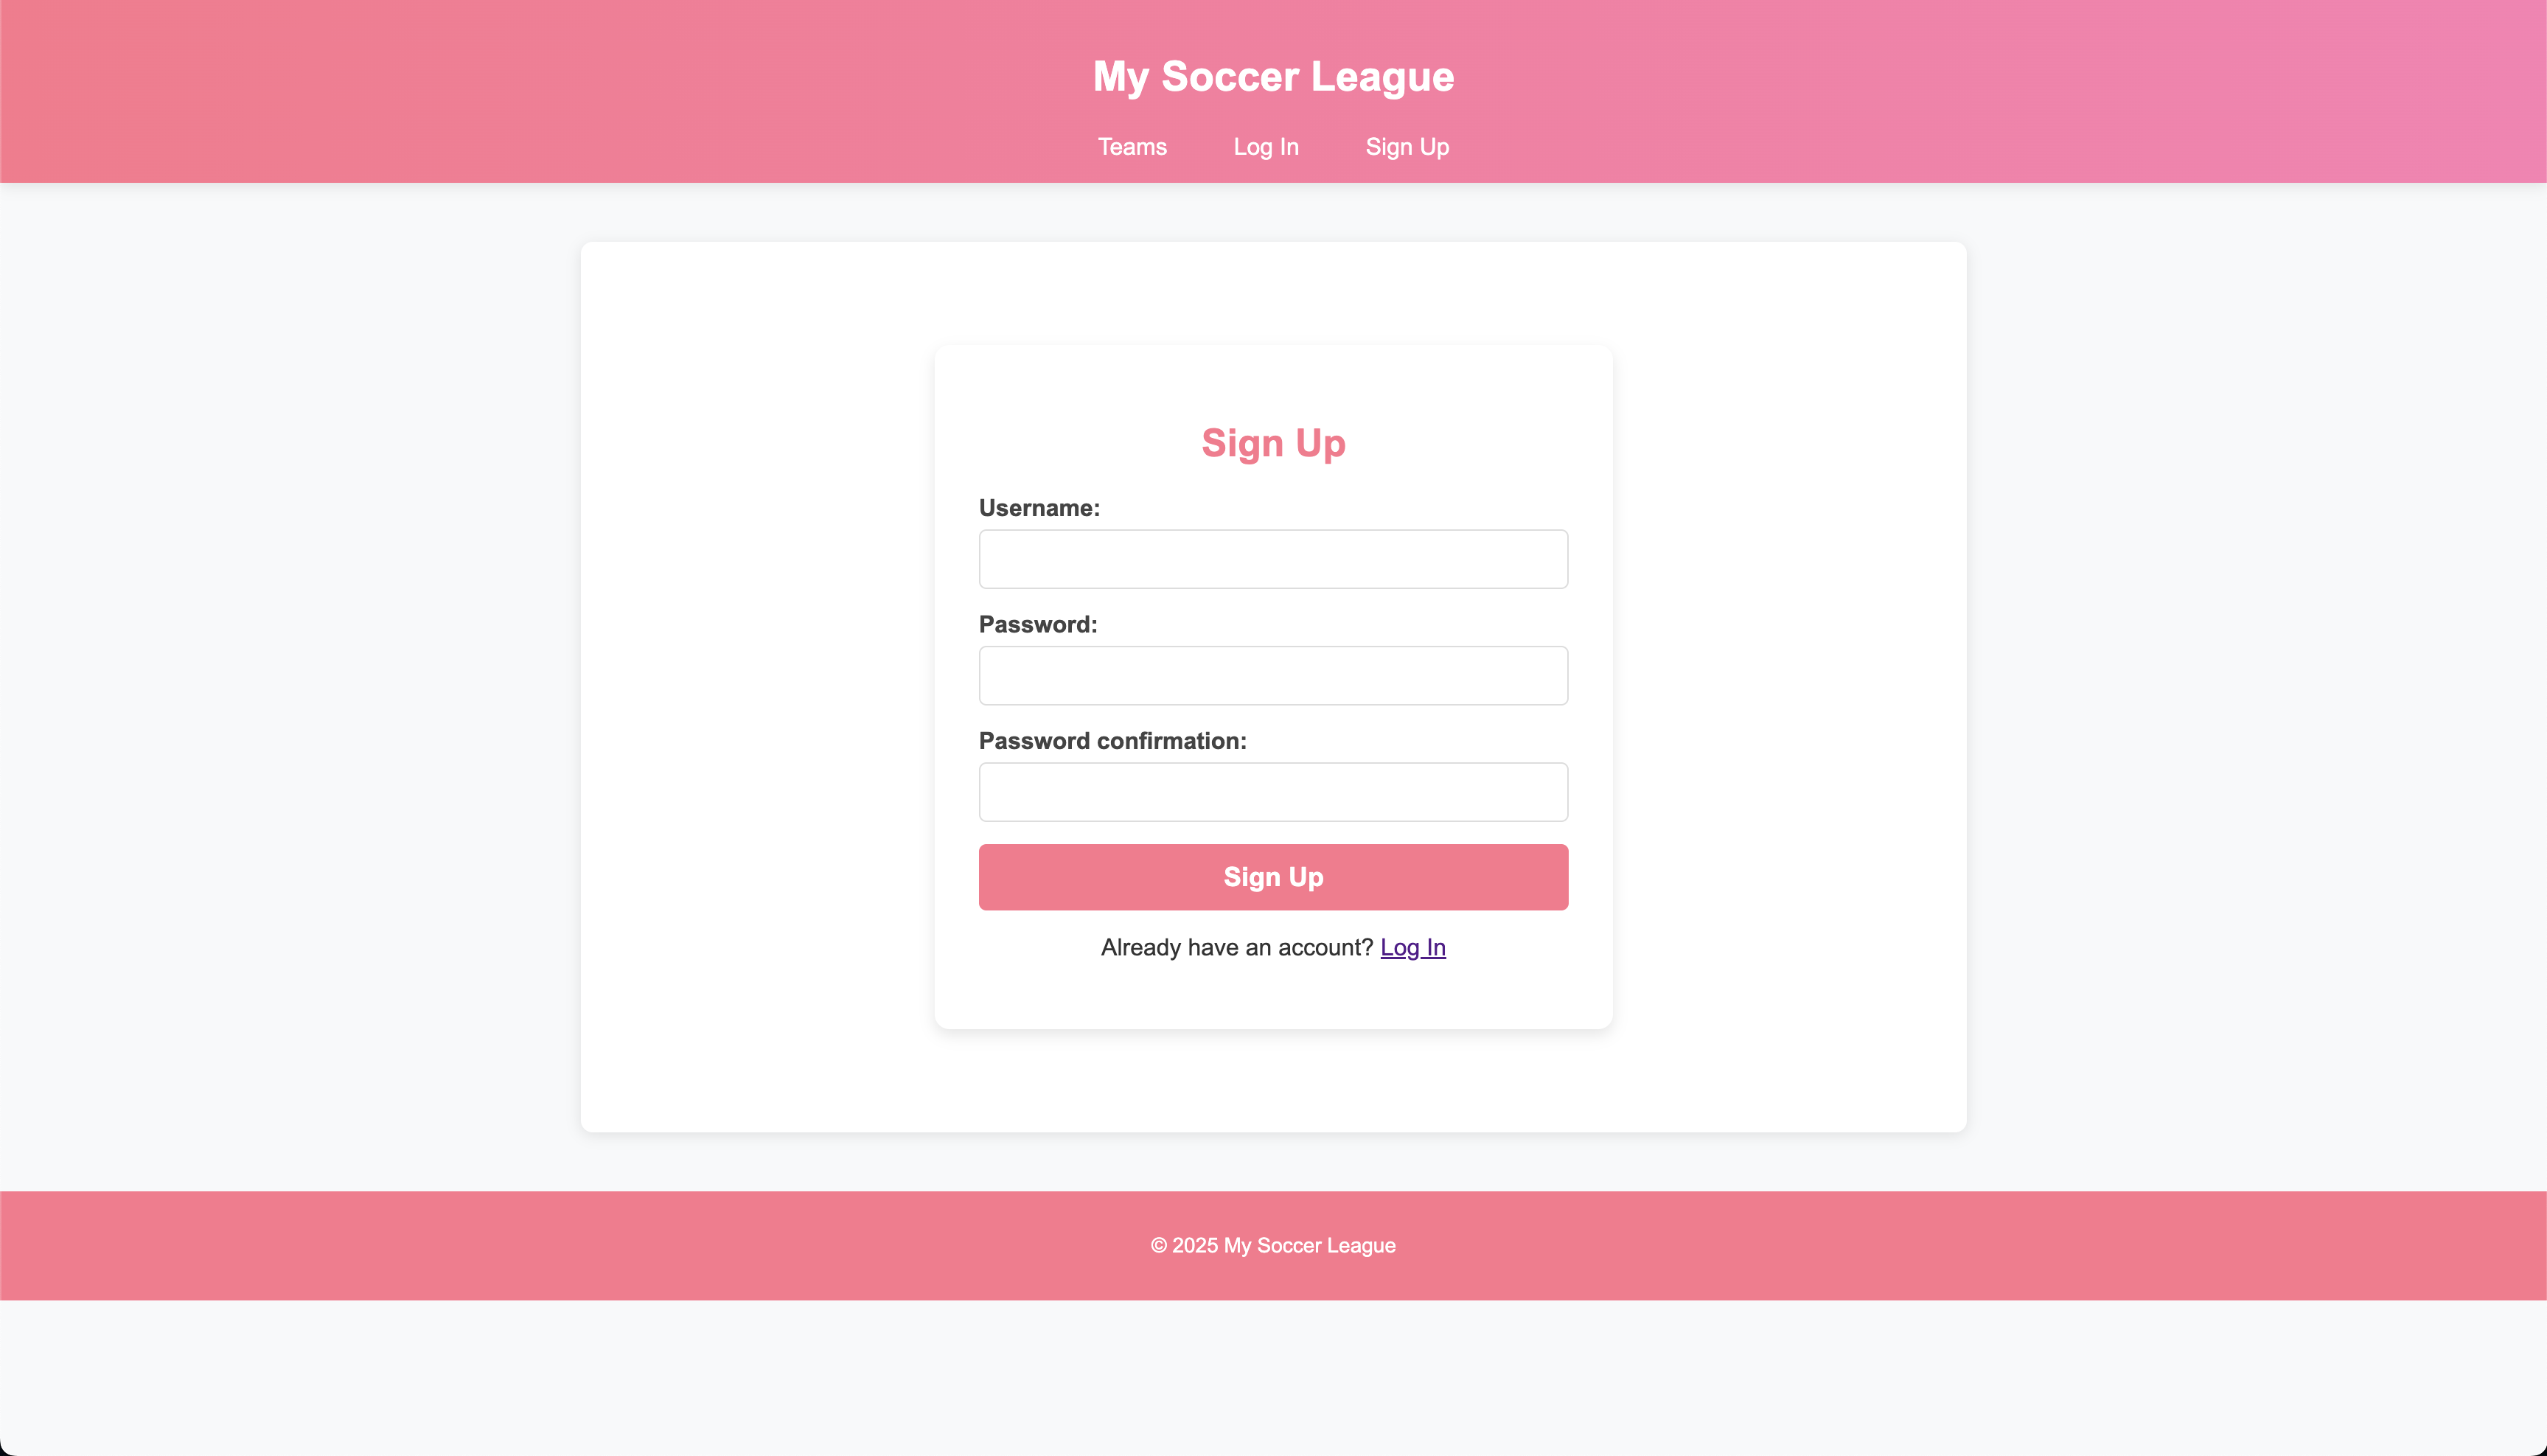 My Soccer League
Teams Log In Sign Up
Sign Up
Username:
Password:
Password confirmation:
Sign Up
Already have an account? Log In
© 2025 My Soccer League